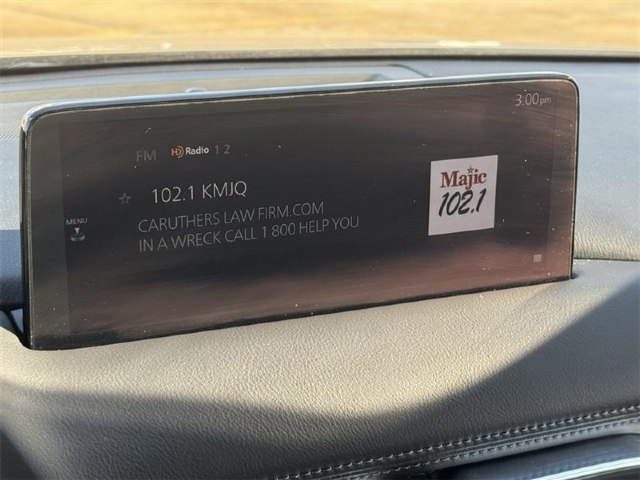 3:00pm
FM HD Radio 1 2
102.1 KMJQ
MENU
CARUTHERS LAW FIRM.COM
IN A WRECK CALL 1 800 HELP YOU
Majic
102.1